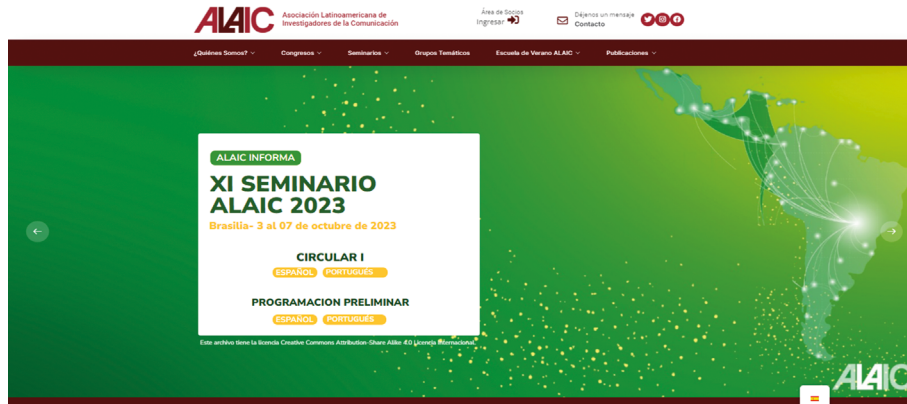 ALAIC
Asociación Latinoamericana de
Investigadores de la Comunicación
Área de Socios
Ingresar
Déjenos un mensaje
Contacto
¿Quiénes Somos?
Congresos
Seminarios
Grupos Temáticos
Escuela de Verano ALAIC
Publicaciones
ALAIC INFORMA
XI SEMINARIO
ALAIC 2023
Brasilia- 3 al 07 de octubre de 2023
CIRCULAR I
ESPAÑOL PORTUGUÊS
PROGRAMACION PRELIMINAR
ESPAÑOL PORTUGUÊS
Este archivo tiene la licencia Creative Commons Attribution-Share Alike 4.0 Licencia Internacional.
ALAIC